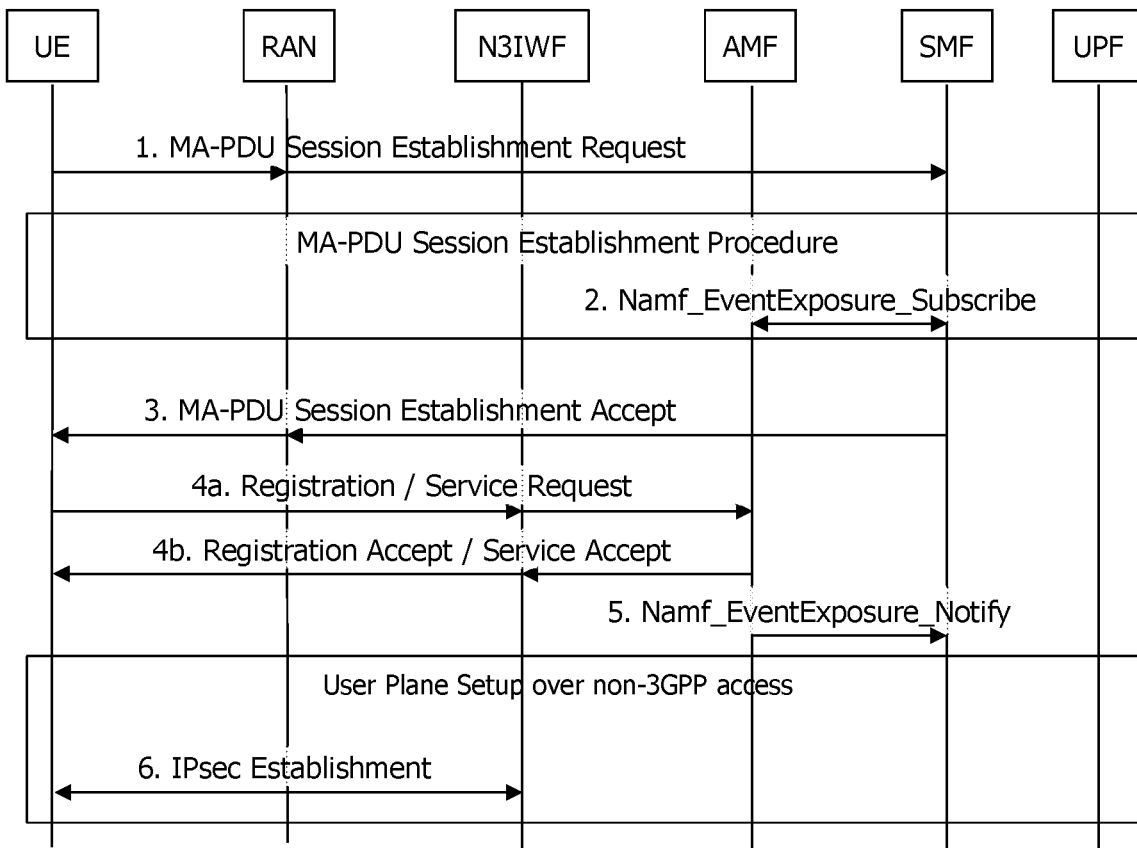 UE
RAN
N3IWF
AMF
SMF
UPF
1. MA-PDU Session Establishment Request
MA-PDU Session Establishment Procedure
2. Namf_EventExposure_Subscribe
3. MA-PDU Session Establishment Accept
4a. Registration / Service Request
4b. Registration Accept / Service Accept
5. Namf_EventExposure_Notify
User Plane Setup over non-3GPP access
6. IPsec Establishment